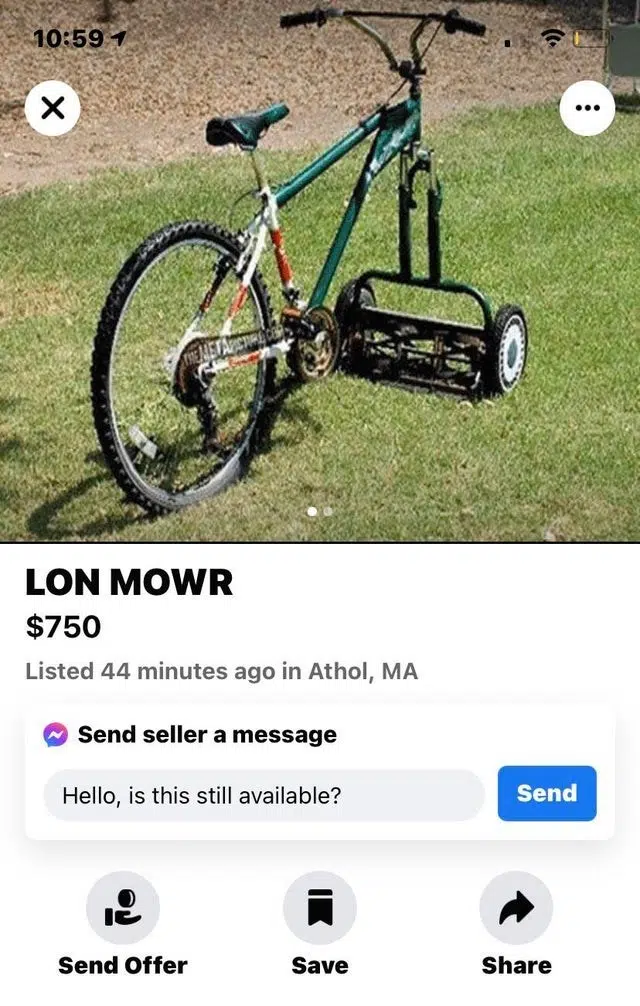 10:59
LON MOWR
$750
Listed 44 minutes ago in Athol, MA
Send seller a message
Hello, is this still available?
Send
Send Offer
Save
Share